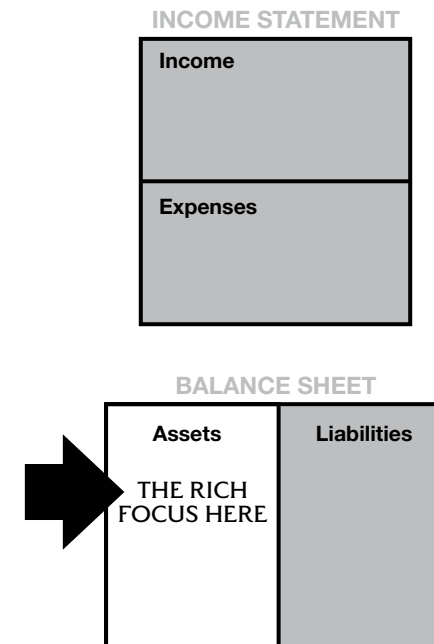 INCOME STATEMENT
Income
Expenses
BALANCE SHEET
Assets
Liabilities
THE RICH
FOCUS HERE